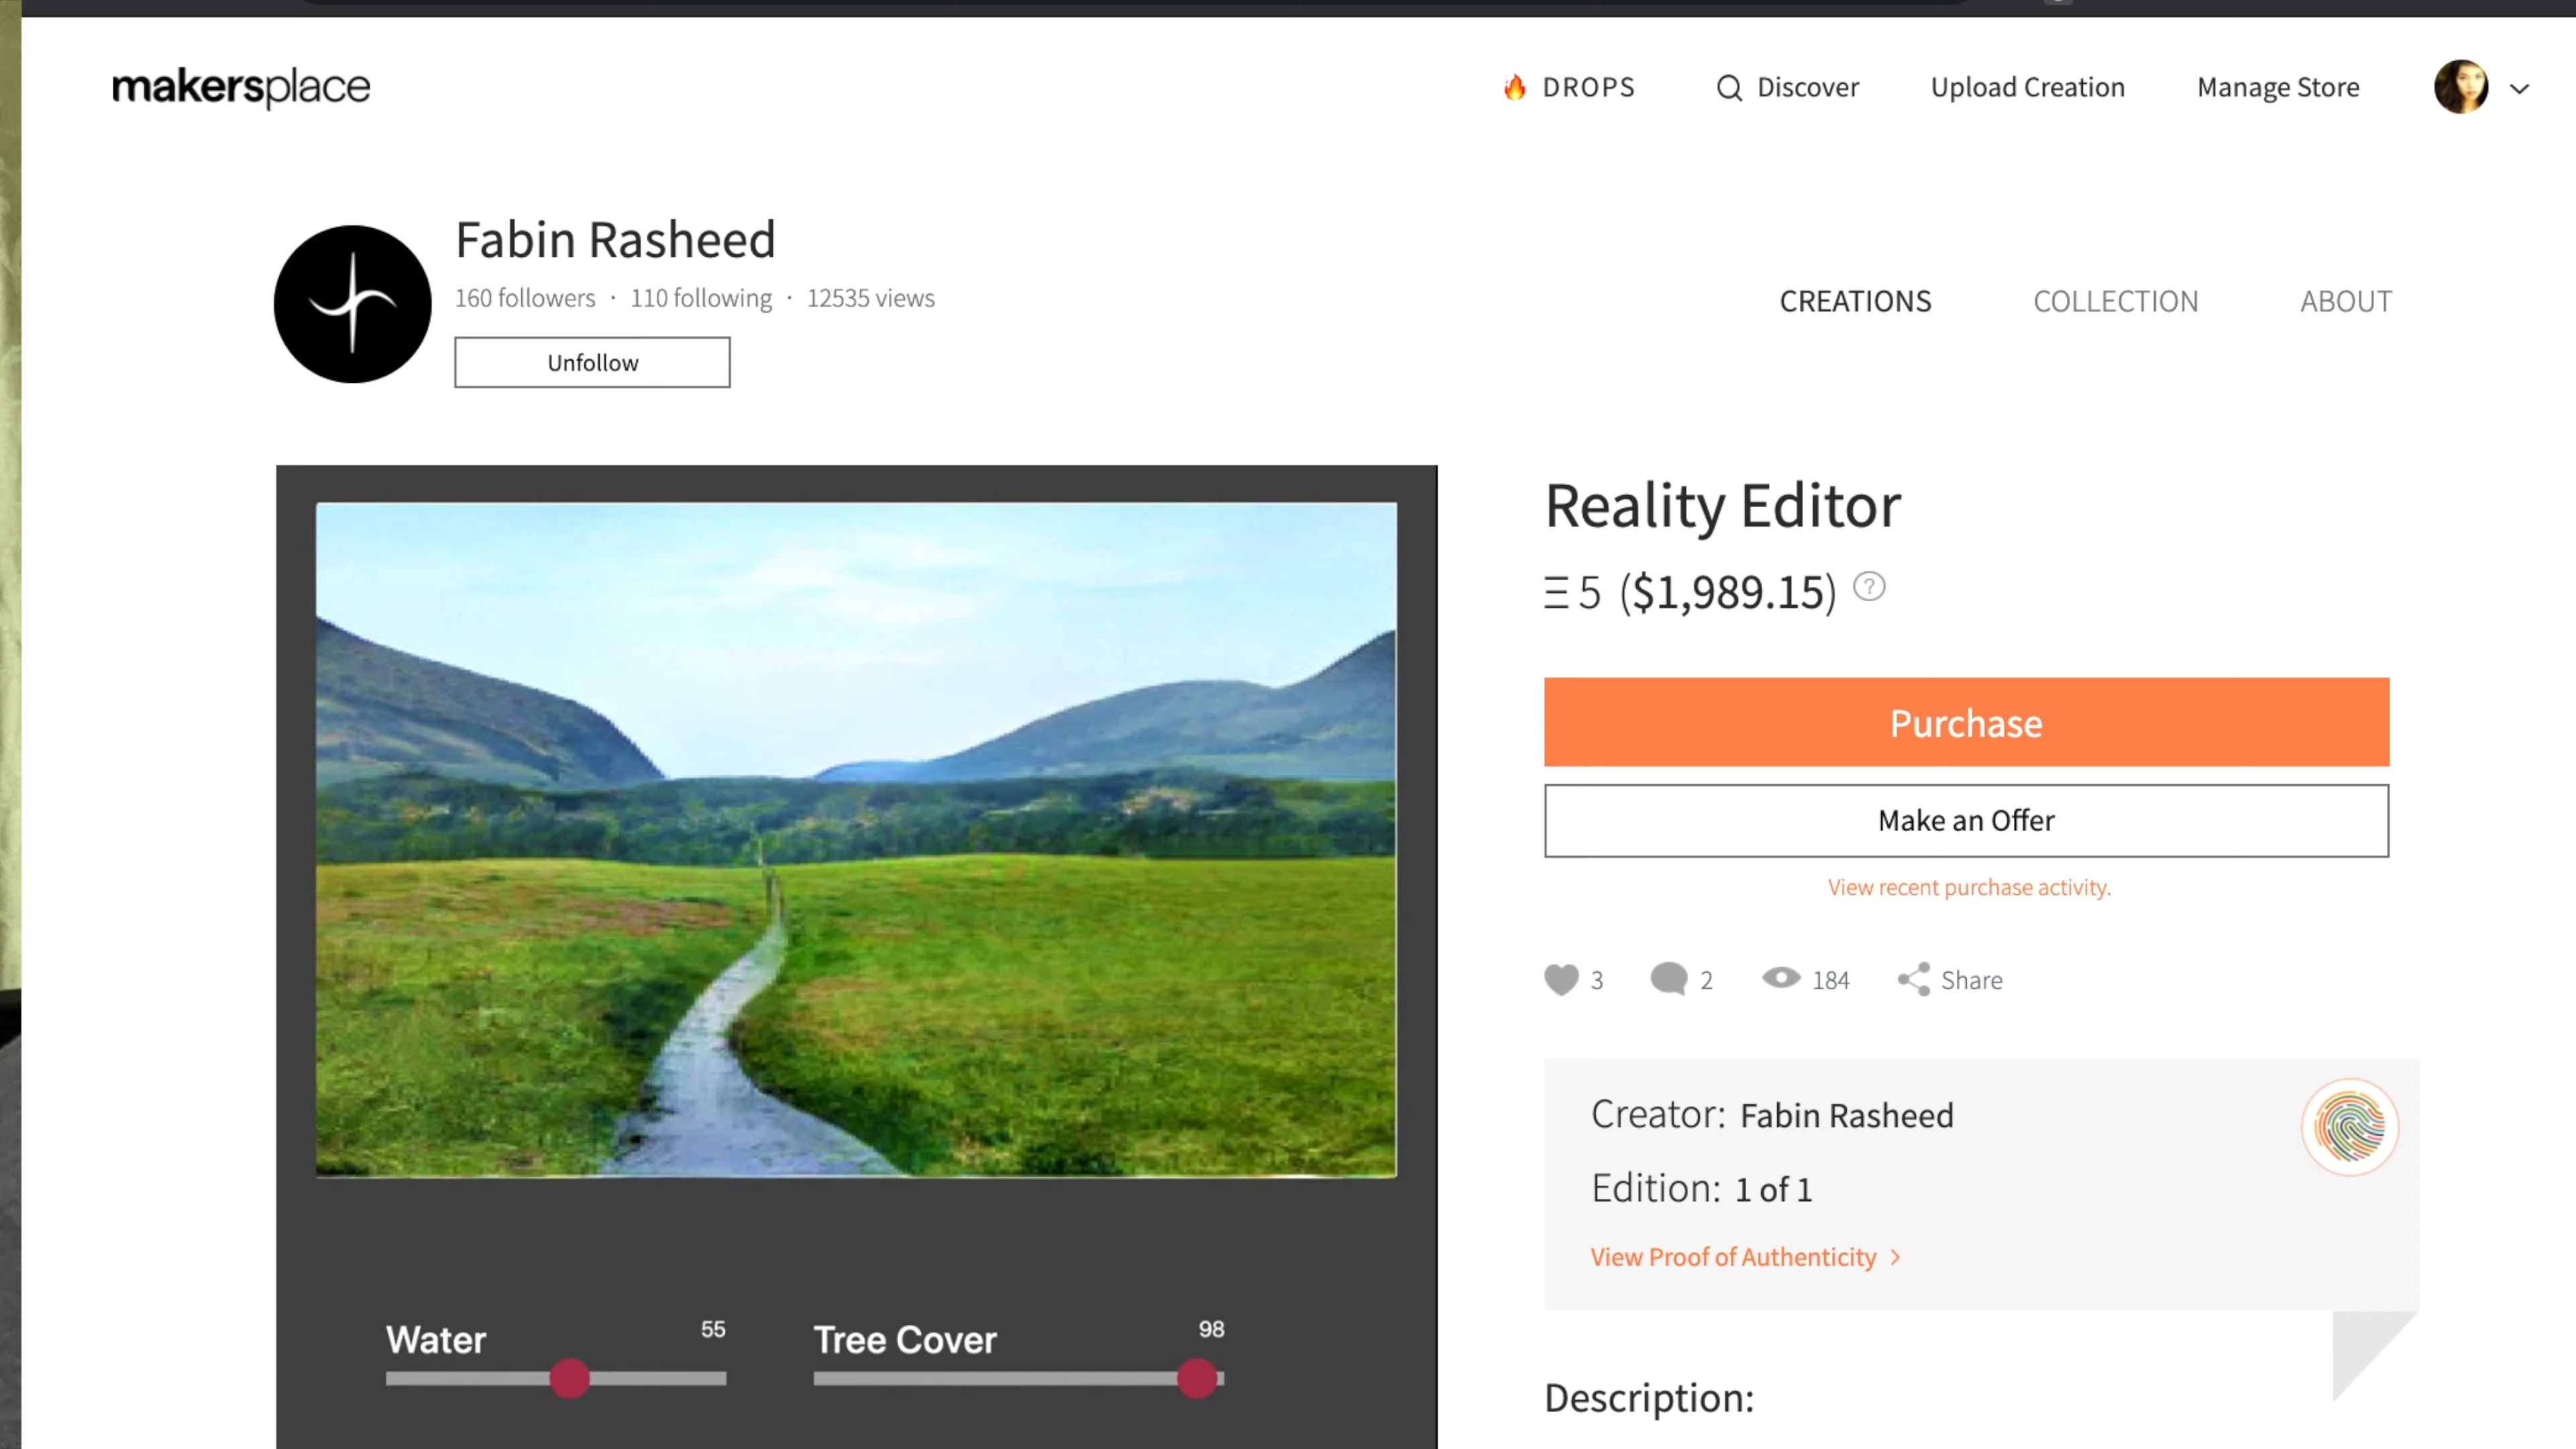 makersplace
🔥 DROPS
Discover
Upload Creation
Manage Store
Fabin Rasheed
160 followers · 110 following · 12535 views
Unfollow
CREATIONS
COLLECTION
ABOUT
Reality Editor
Ξ 5 ($1,989.15) ?
Purchase
Make an Offer
View recent purchase activity.
3
2
184
Share
Creator: Fabin Rasheed
Edition: 1 of 1
View Proof of Authenticity >
Water 55
Tree Cover 98
Description: